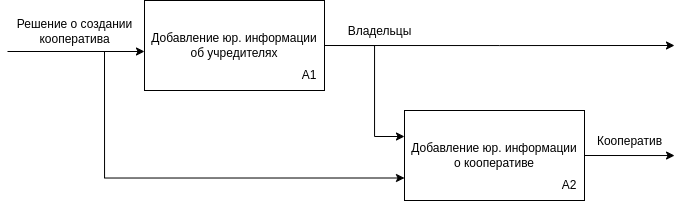 Решение о создании
кооператива
Добавление юр. информации
об учредителях
A1
Владельцы
Добавление юр. информации
о кооперативе
A2
Кооператив